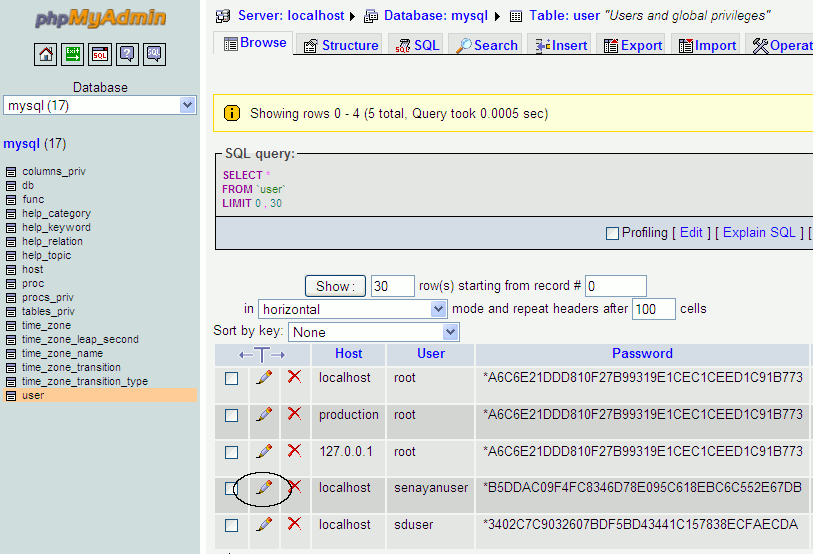 phpMyAdmin
Database
mysql (17)
mysql (17)
columns_priv
db
func
help_category
help_keyword
help_relation
help_topic
host
proc
procs_priv
tables_priv
time_zone
time_zone_leap_second
time_zone_name
time_zone_transition
time_zone_transition_type
user
Server: localhost Database: mysql Table: user "Users and global privileges"
Browse Structure SQL Search Insert Export Import Operat
Showing rows 0 - 4 (5 total, Query took 0.0005 sec)
SQL query:
SELECT *
FROM `user`
LIMIT 0 , 30
Profiling [ Edit ] [ Explain SQL ] [
Show : 30 row(s) starting from record # 0
in horizontal mode and repeat headers after 100 cells
Sort by key: None
←T→ Host User Password
localhost root *A6C6E21DDD810F27B99319E1CEC1CEED1C91B773
production root *A6C6E21DDD810F27B99319E1CEC1CEED1C91B773
127.0.0.1 root *A6C6E21DDD810F27B99319E1CEC1CEED1C91B773
localhost senayanuser *B5DDAC09F4FC8346D78E095C618EBC6C552E67DB
localhost sduser *3402C7C9032607BDF5BD43441C157838ECFAECDA